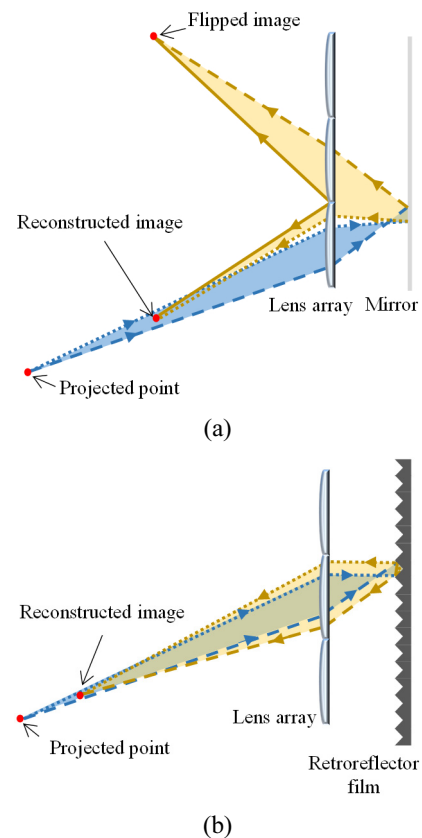 Flipped image
Reconstructed image
Lens array
Mirror
Projected point
(a)
Reconstructed image
Lens array
Projected point
Retroreflector
film
(b)